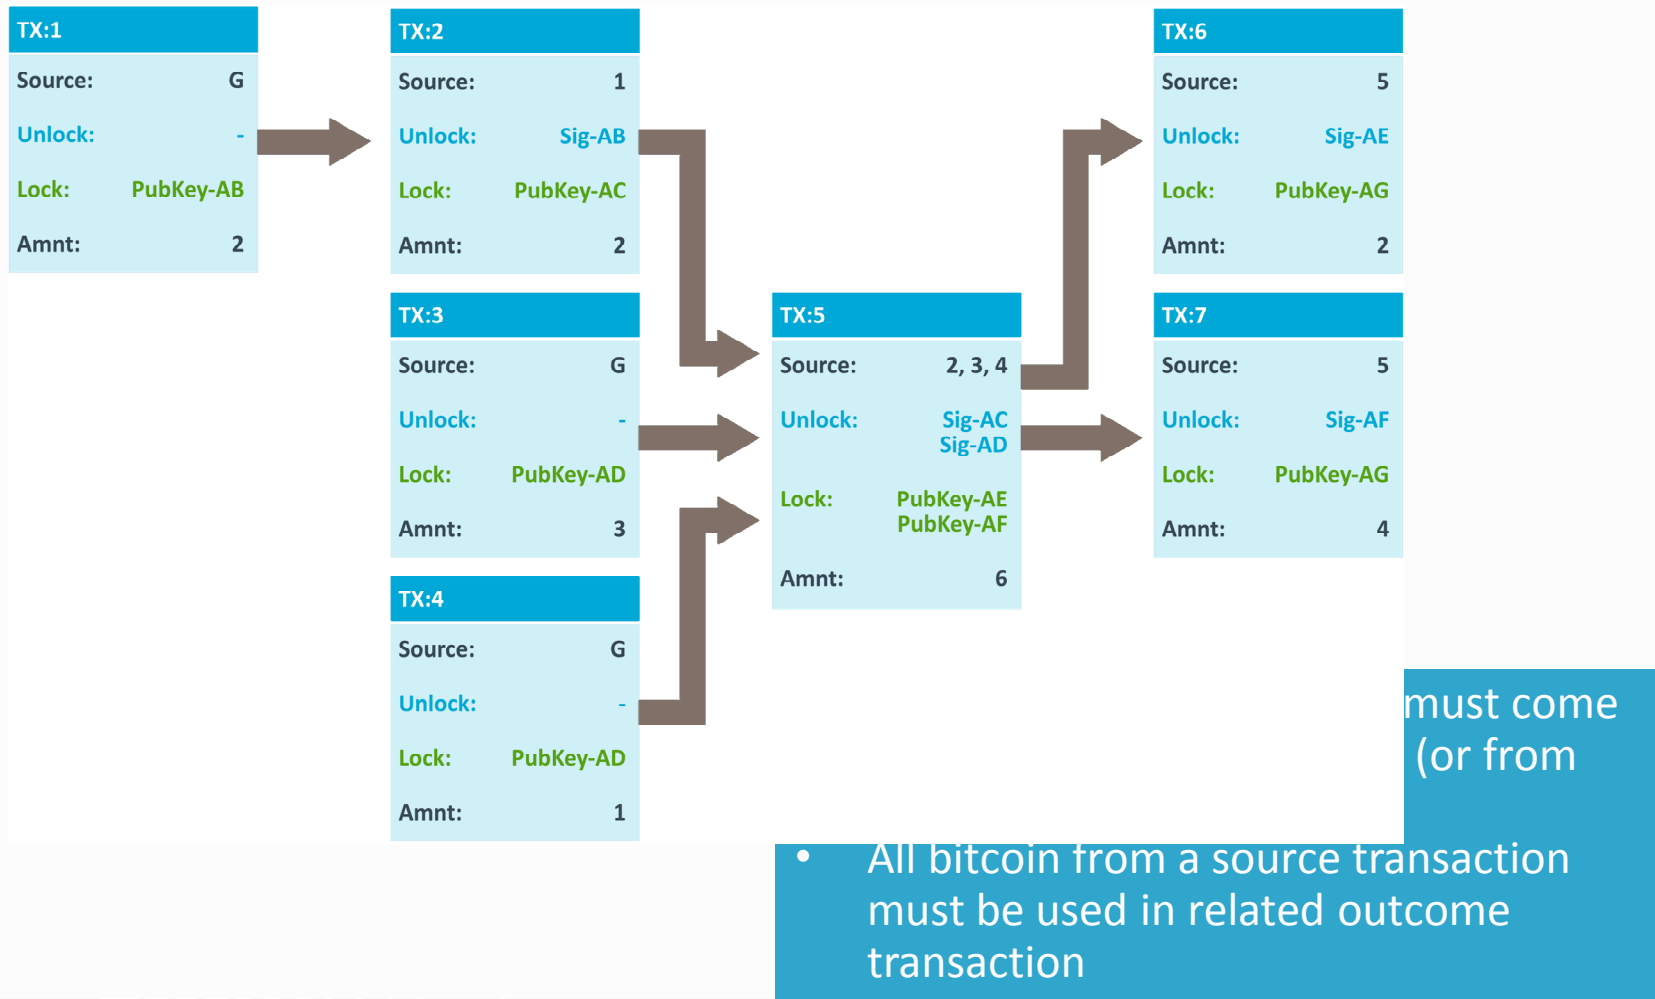 TX:1
Source: G
Unlock: -
Lock: PubKey-AB
Amnt: 2
TX:2
Source: 1
Unlock: Sig-AB
Lock: PubKey-AC
Amnt: 2
TX:3
Source: G
Unlock: -
Lock: PubKey-AD
Amnt: 3
TX:4
Source: G
Unlock: -
Lock: PubKey-AD
Amnt: 1
TX:5
Source: 2, 3, 4
Unlock: Sig-AC
Sig-AD
Lock: PubKey-AE
PubKey-AF
Amnt: 6
TX:6
Source: 5
Unlock: Sig-AE
Lock: PubKey-AG
Amnt: 2
TX:7
Source: 5
Unlock: Sig-AF
Lock: PubKey-AG
Amnt: 4
must come
(or from
• All bitcoin from a source transaction
must be used in related outcome
transaction